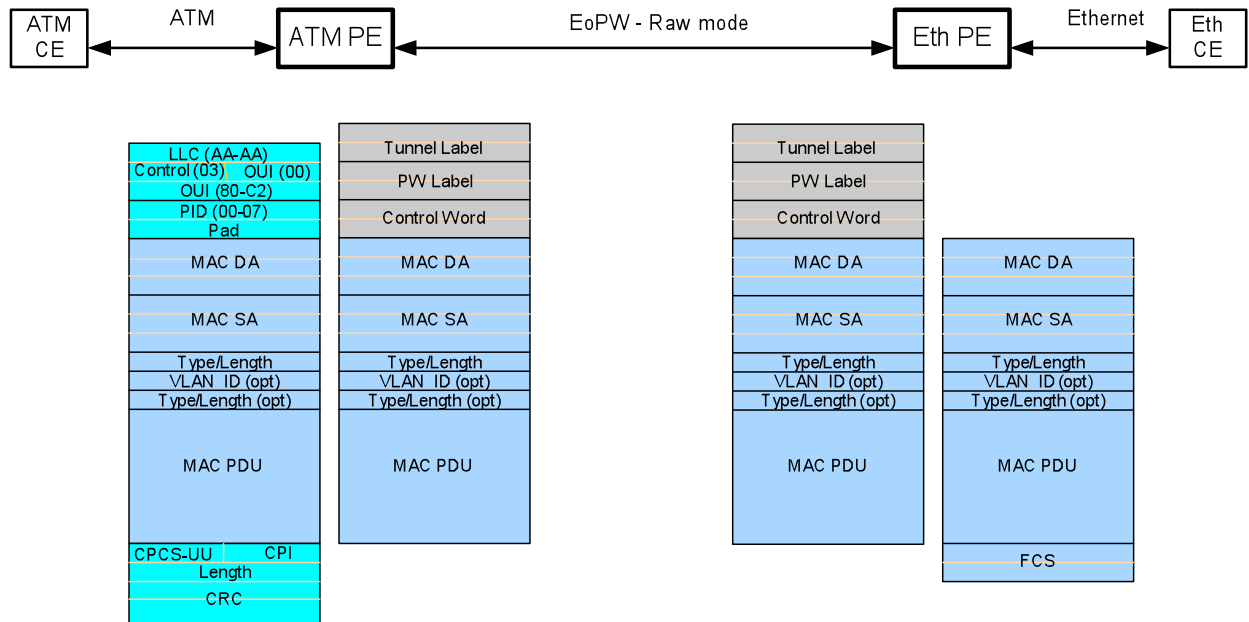 ATM
CE
ATM
ATM PE
EoPW - Raw mode
Eth PE
Ethernet
Eth
CE
LLC (AA-AA)
Control (03) OUI (00)
OUI (80-C2)
PID (00-07)
Pad
MAC DA
MAC SA
Type/Length
VLAN ID (opt)
Type/Length (opt)
MAC PDU
CPCS-UU CPI
Length
CRC
Tunnel Label
PW Label
Control Word
MAC DA
MAC SA
Type/Length
VLAN ID (opt)
Type/Length (opt)
MAC PDU
Tunnel Label
PW Label
Control Word
MAC DA
MAC SA
Type/Length
VLAN ID (opt)
Type/Length (opt)
MAC PDU
MAC DA
MAC SA
Type/Length
VLAN ID (opt)
Type/Length (opt)
MAC PDU
FCS